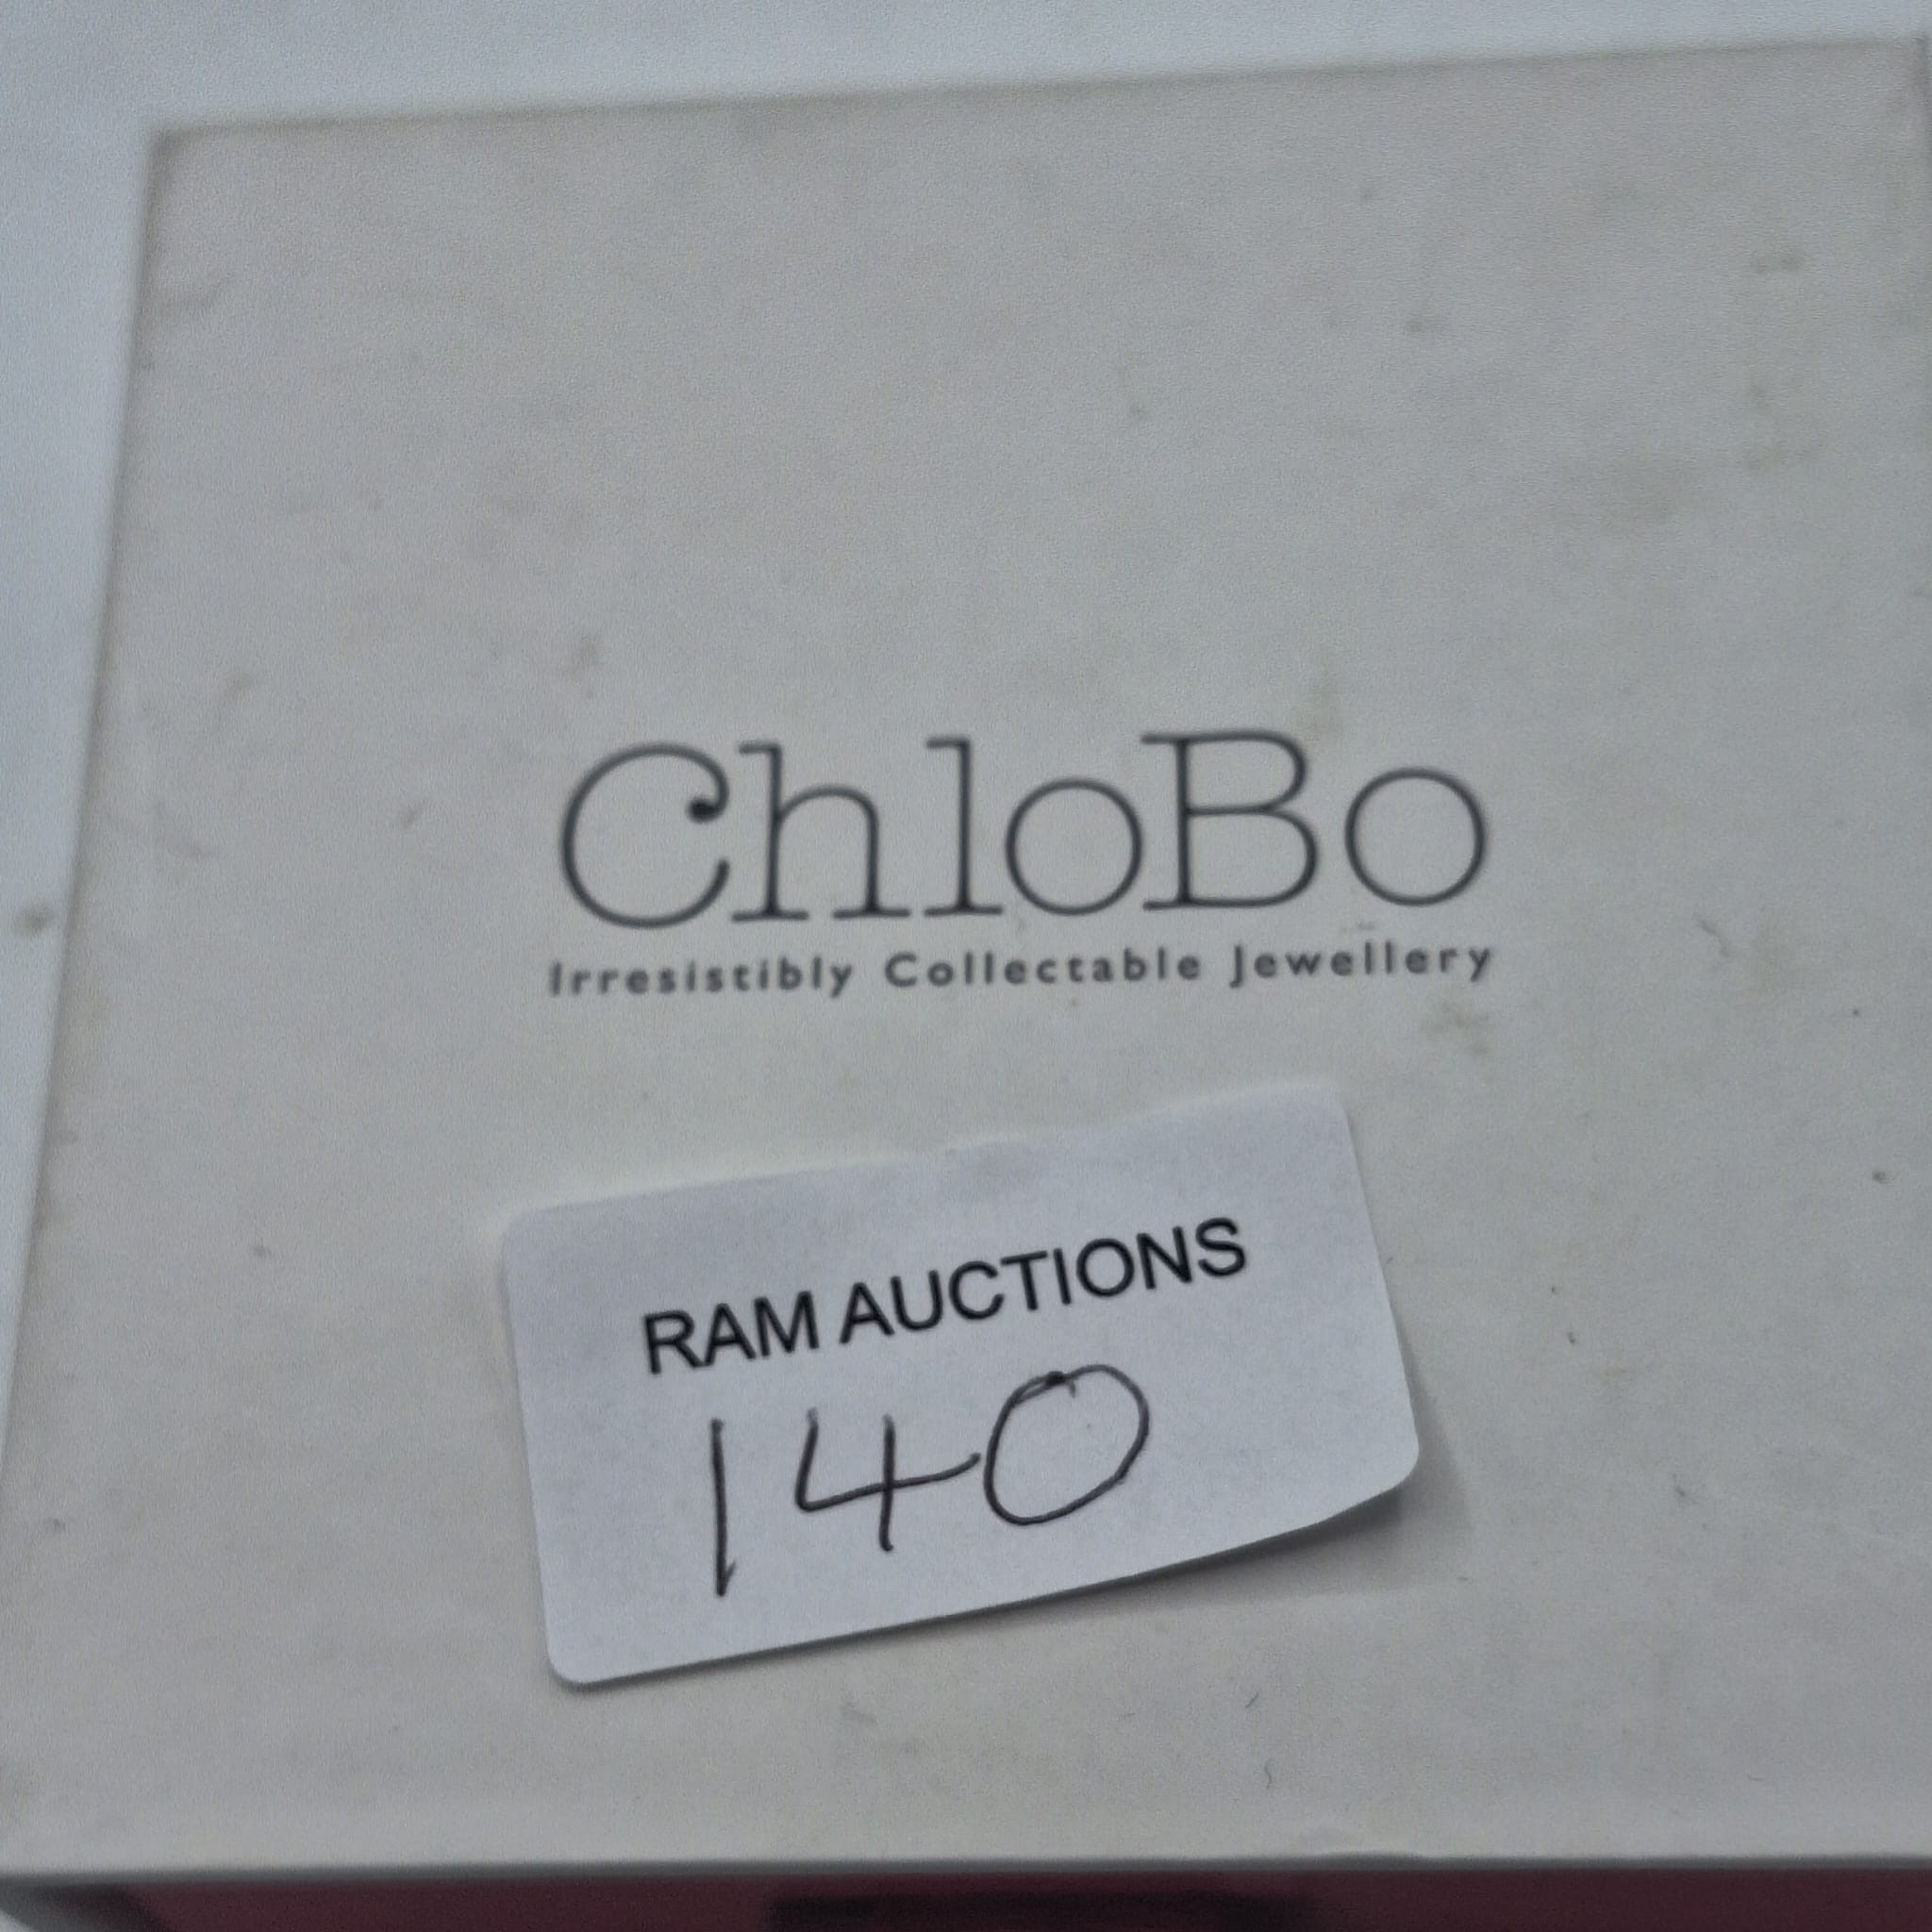 ChloBo
Irresistibly Collectable Jewellery
RAM AUCTIONS
140